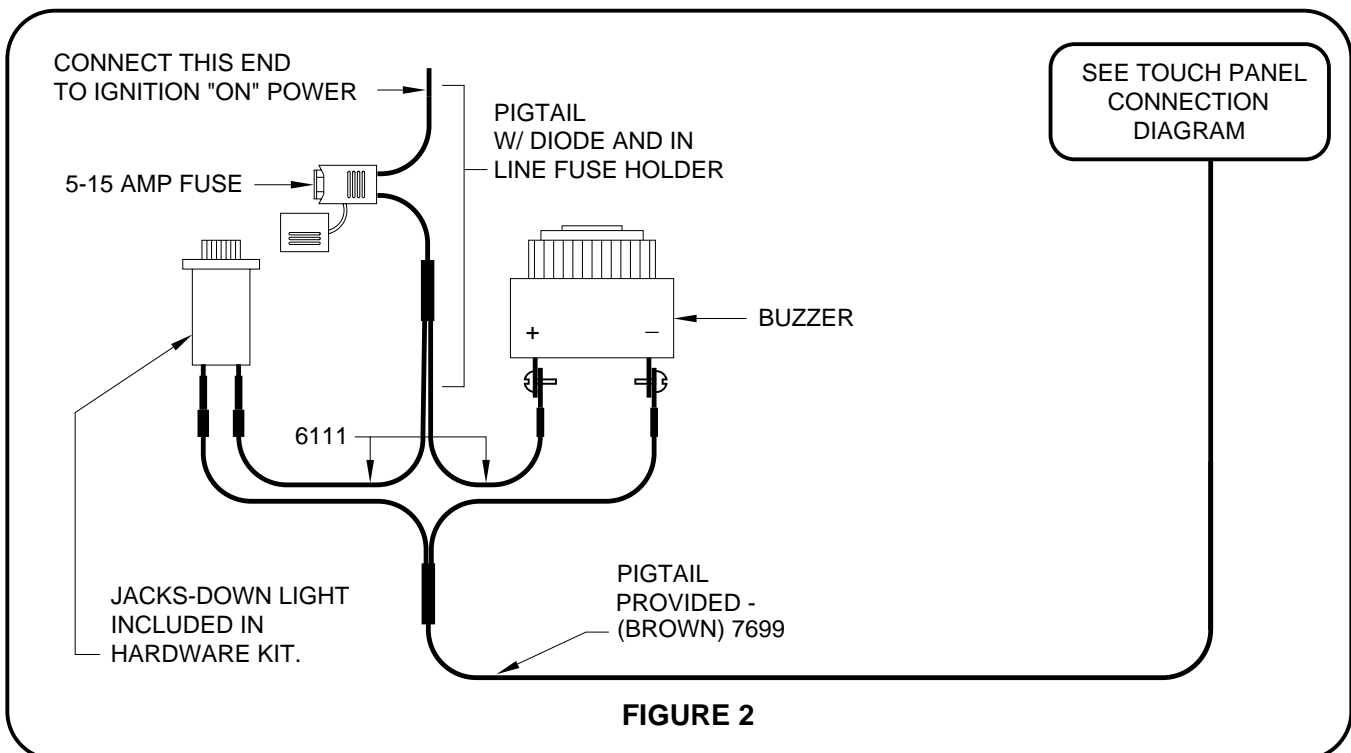 CONNECT THIS END
TO IGNITION "ON" POWER
SEE TOUCH PANEL
CONNECTION
DIAGRAM
PIGTAIL
W/ DIODE AND IN
LINE FUSE HOLDER
5-15 AMP FUSE
BUZZER
+
–
6111
JACKS-DOWN LIGHT
INCLUDED IN
HARDWARE KIT.
PIGTAIL
PROVIDED -
(BROWN) 7699
FIGURE 2